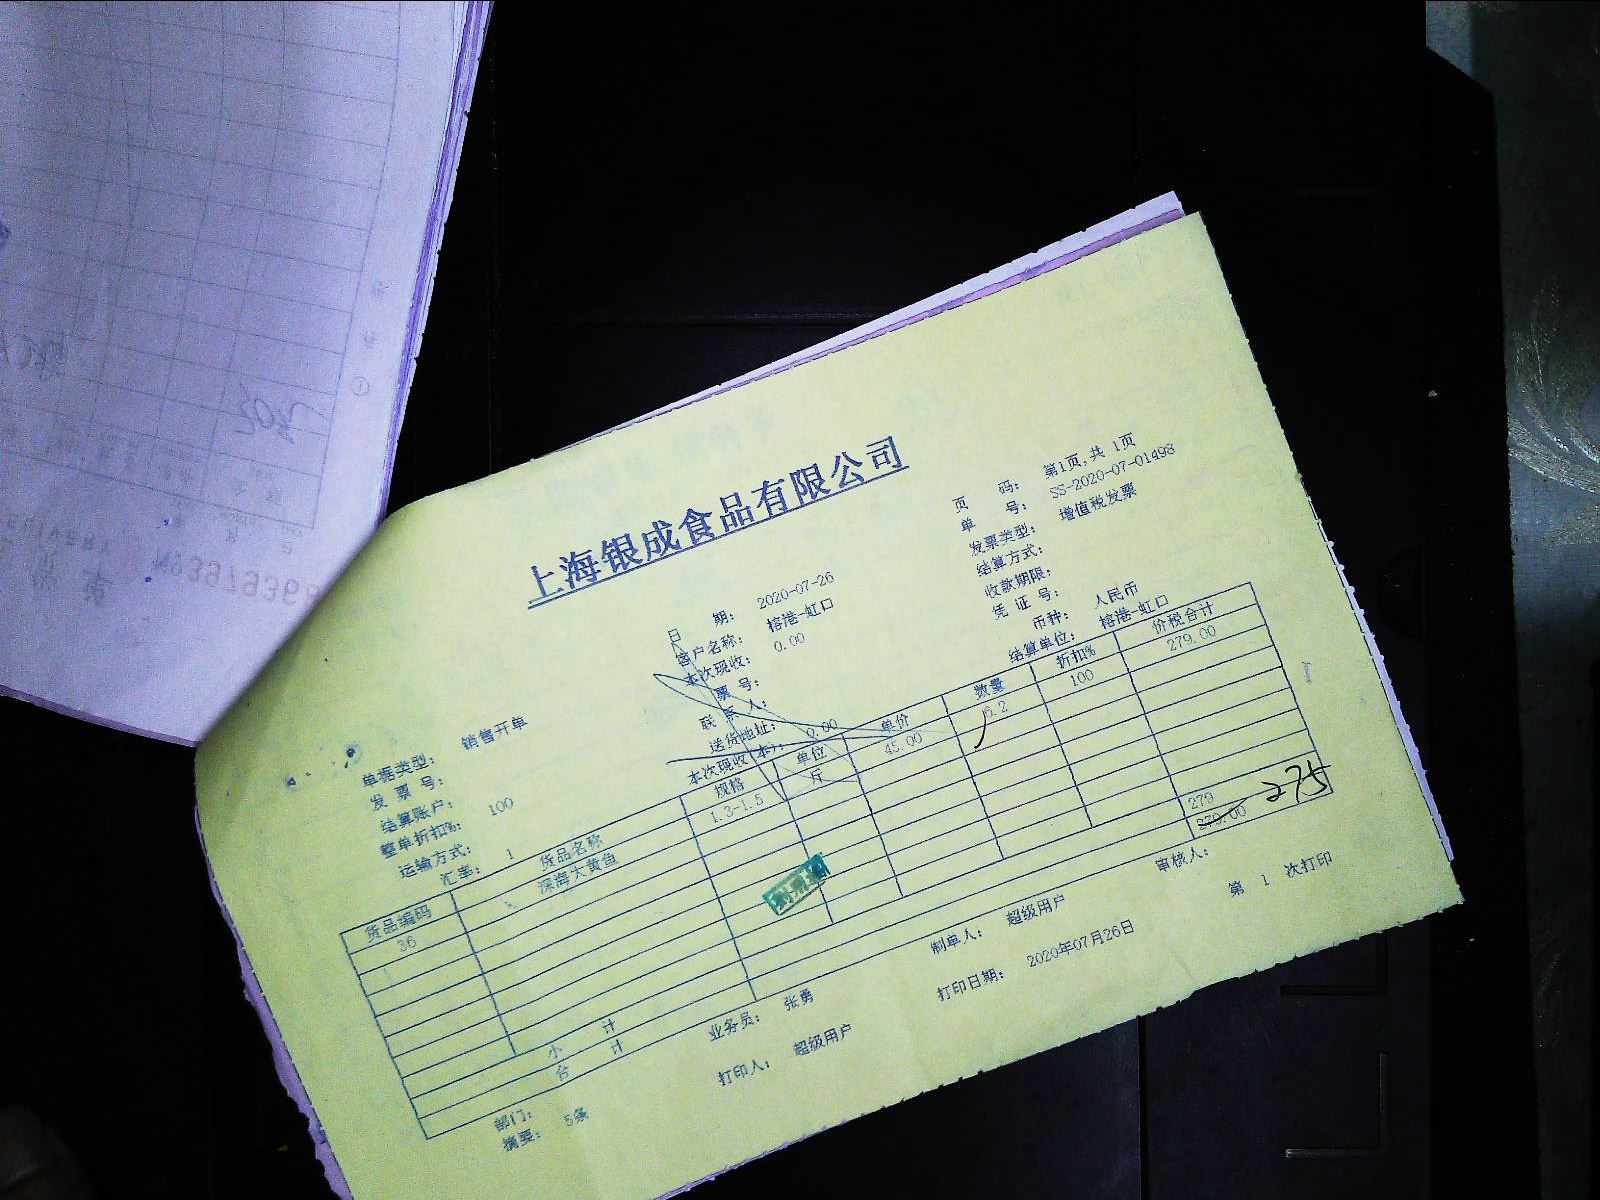 上海银成食品有限公司
页 码: 第1页,共 1页
单 号: SS-2020-07-01498
发票类型: 增值税发票
结算方式:
收款期限:
凭 证 号:
币种: 人民币
结算单位: 榕港-虹口
日 期: 2020-07-26
客户名称: 榕港-虹口
本次现收: 0.00
票 号:
联 系 人:
送货地址:
本次现收(本): 0.00
单据类型: 销售开单
发 票 号:
结算账户:
整单折扣%: 100
运输方式:
汇率: 1
货品编码 货品名称 规格 单位 单价 数量 折扣% 价税合计
36 深海大黄鱼 1.3-1.5 斤 45.00 6.2 100 279.00
小 计 279
合 计 279.00 275
部门: 业务员: 张勇 制单人: 超级用户 审核人:
摘要: 5条 打印人: 超级用户 打印日期: 2020年07月26日 第 1 次打印
№3979368